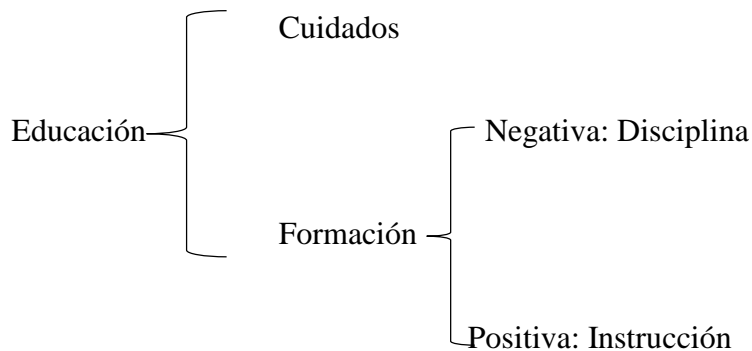 Cuidados
Educación
Negativa: Disciplina
Formación
Positiva: Instrucción